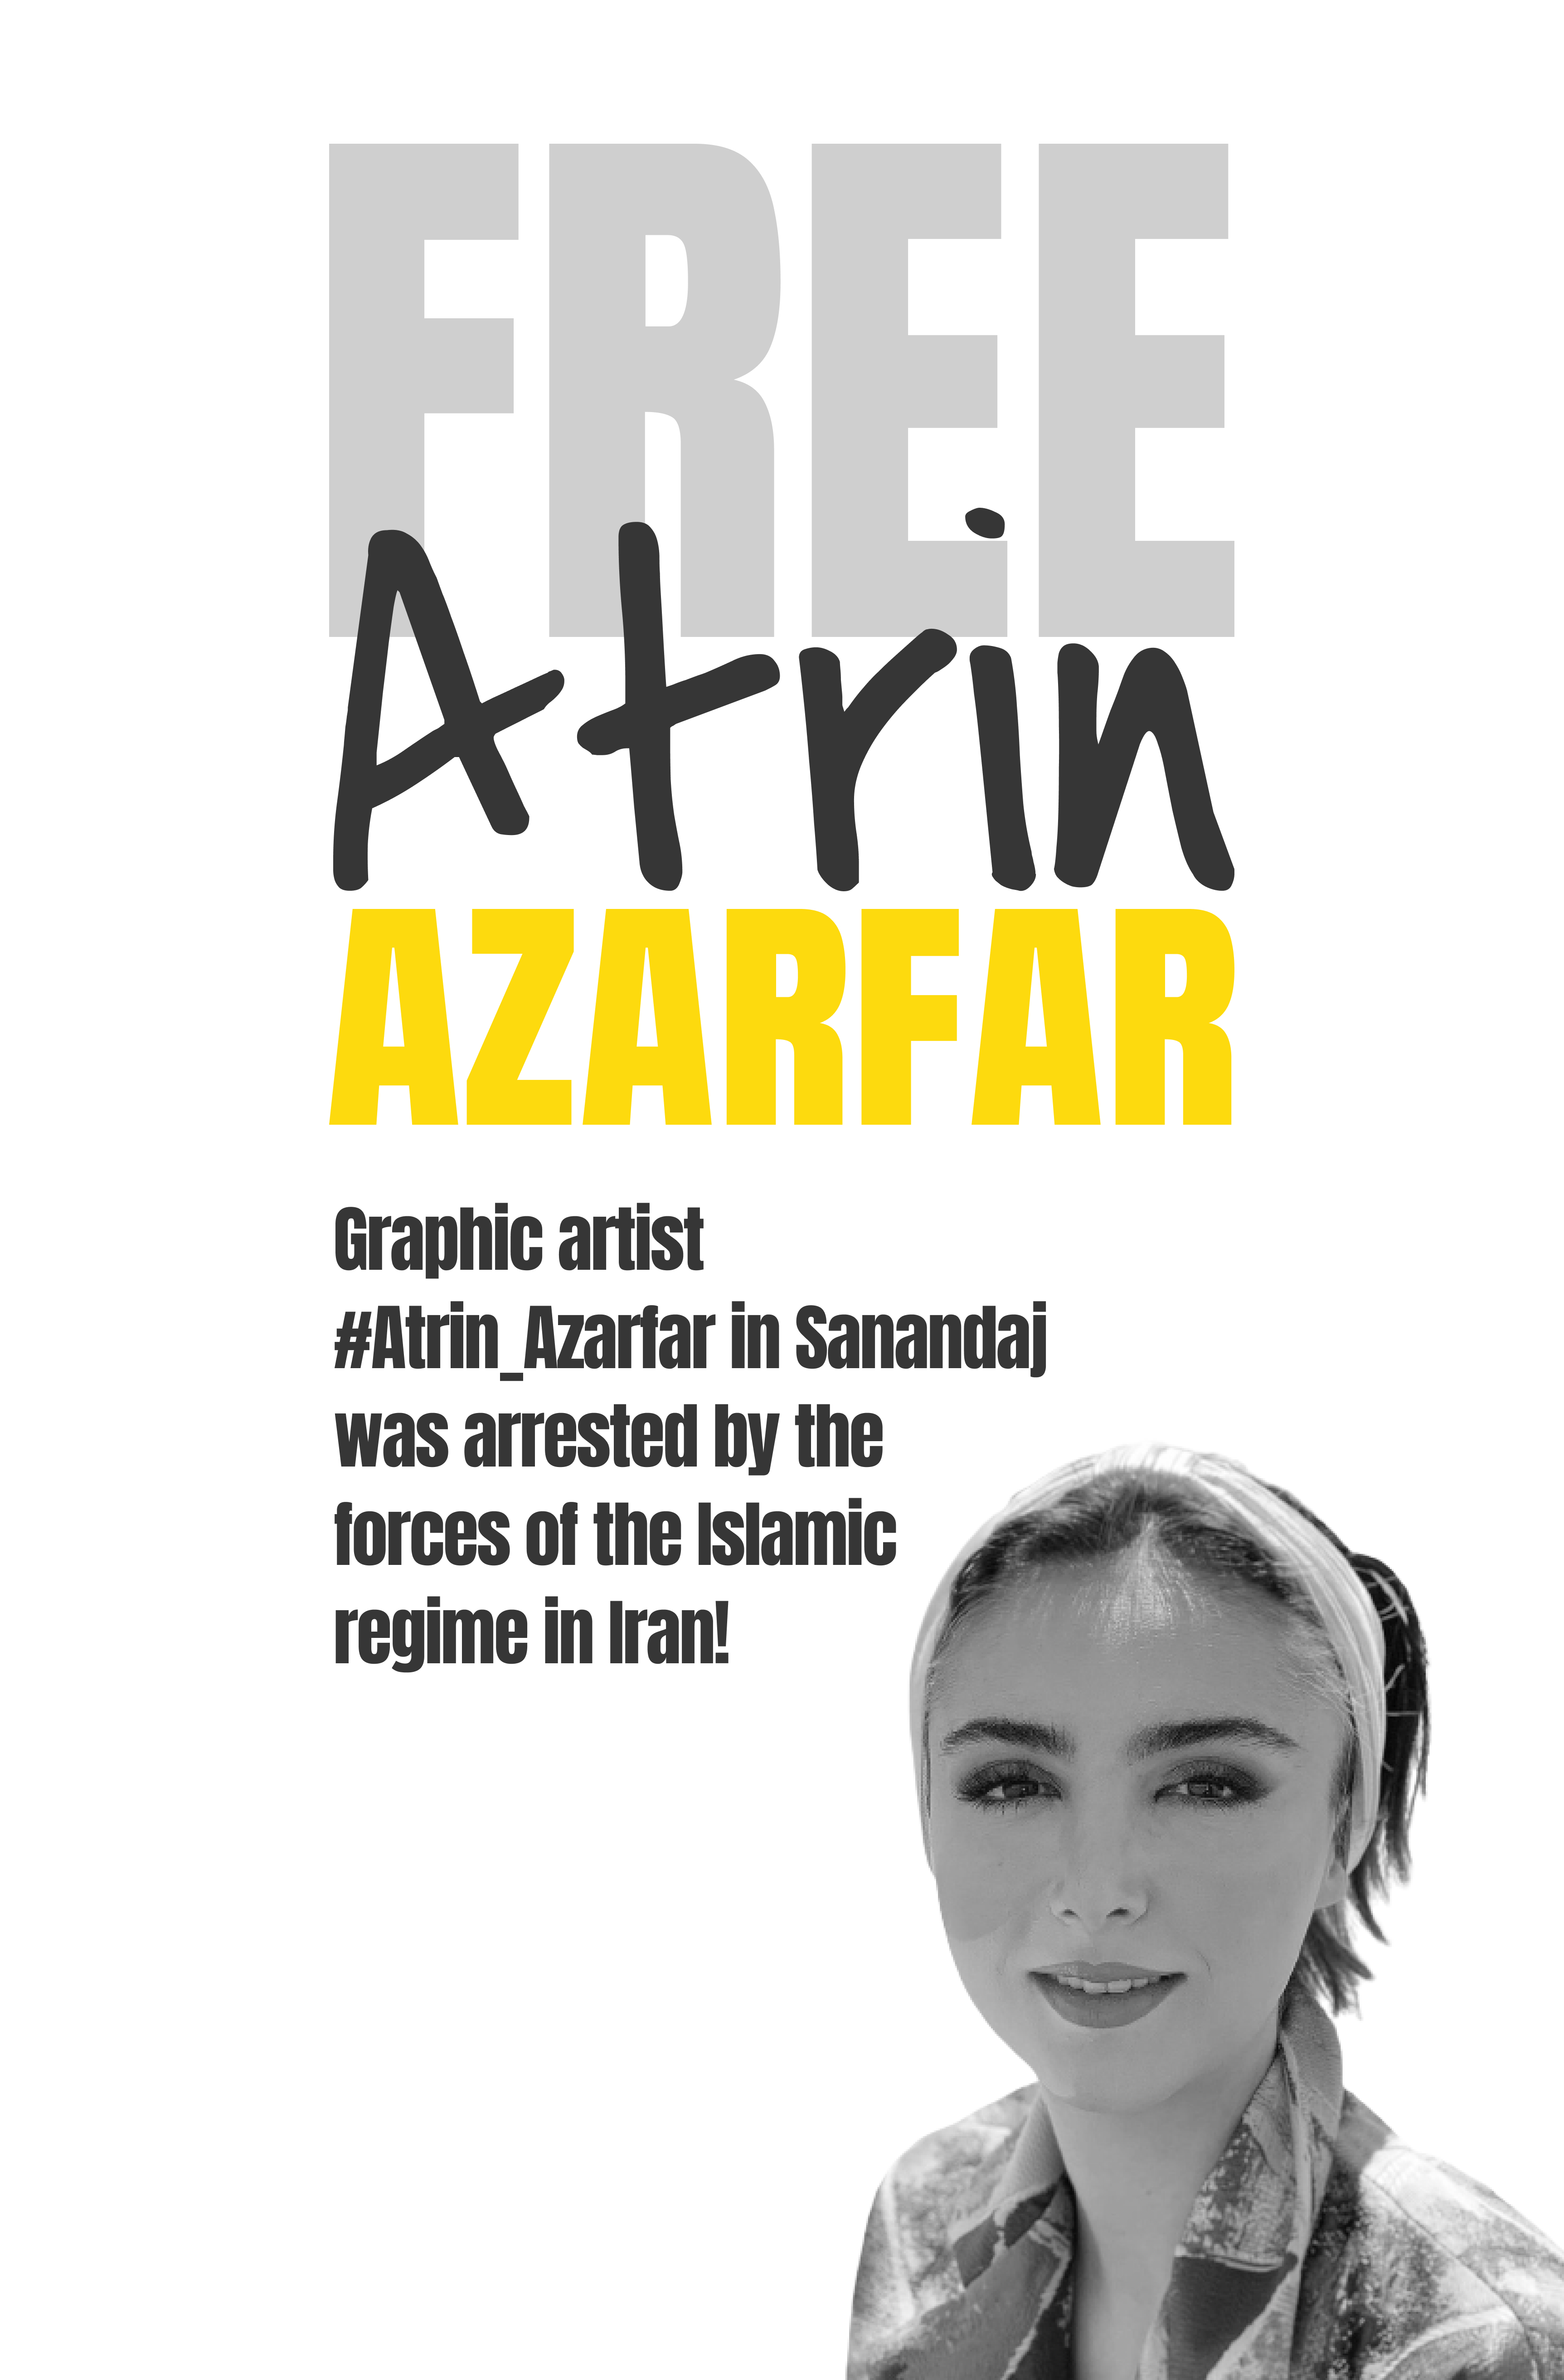 FREE
Atrin
AZARFAR
Graphic artist
#Atrin_Azarfar in Sanandaj
was arrested by the
forces of the Islamic
regime in Iran!